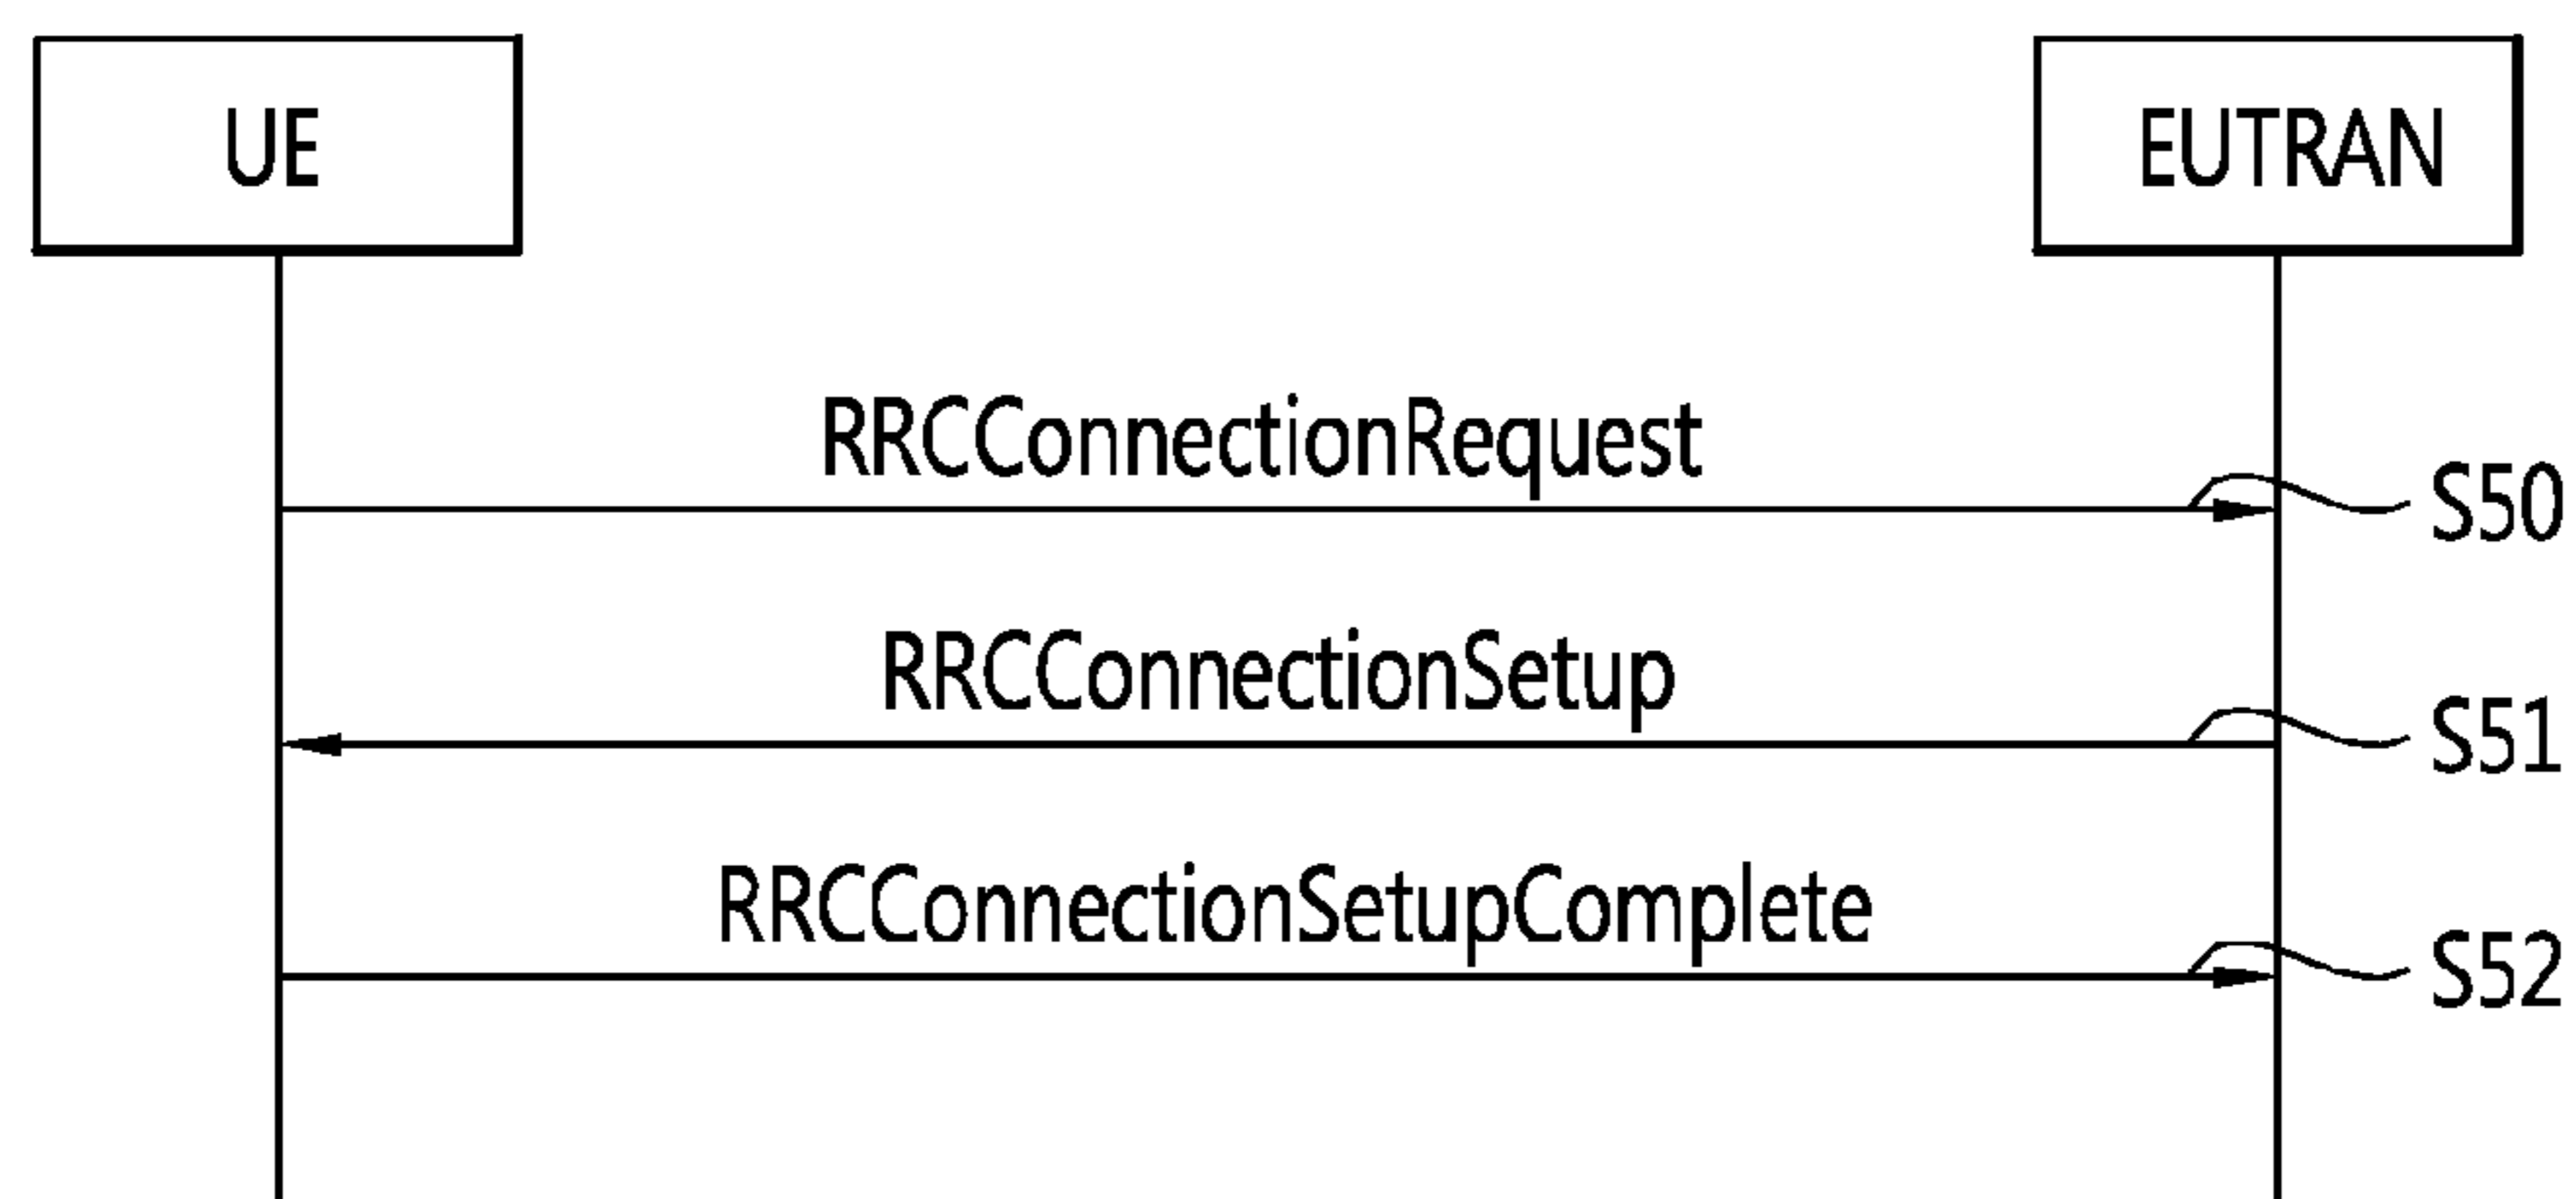 UE
EUTRAN
RRCConnectionRequest
S50
RRCConnectionSetup
S51
RRCConnectionSetupComplete
S52